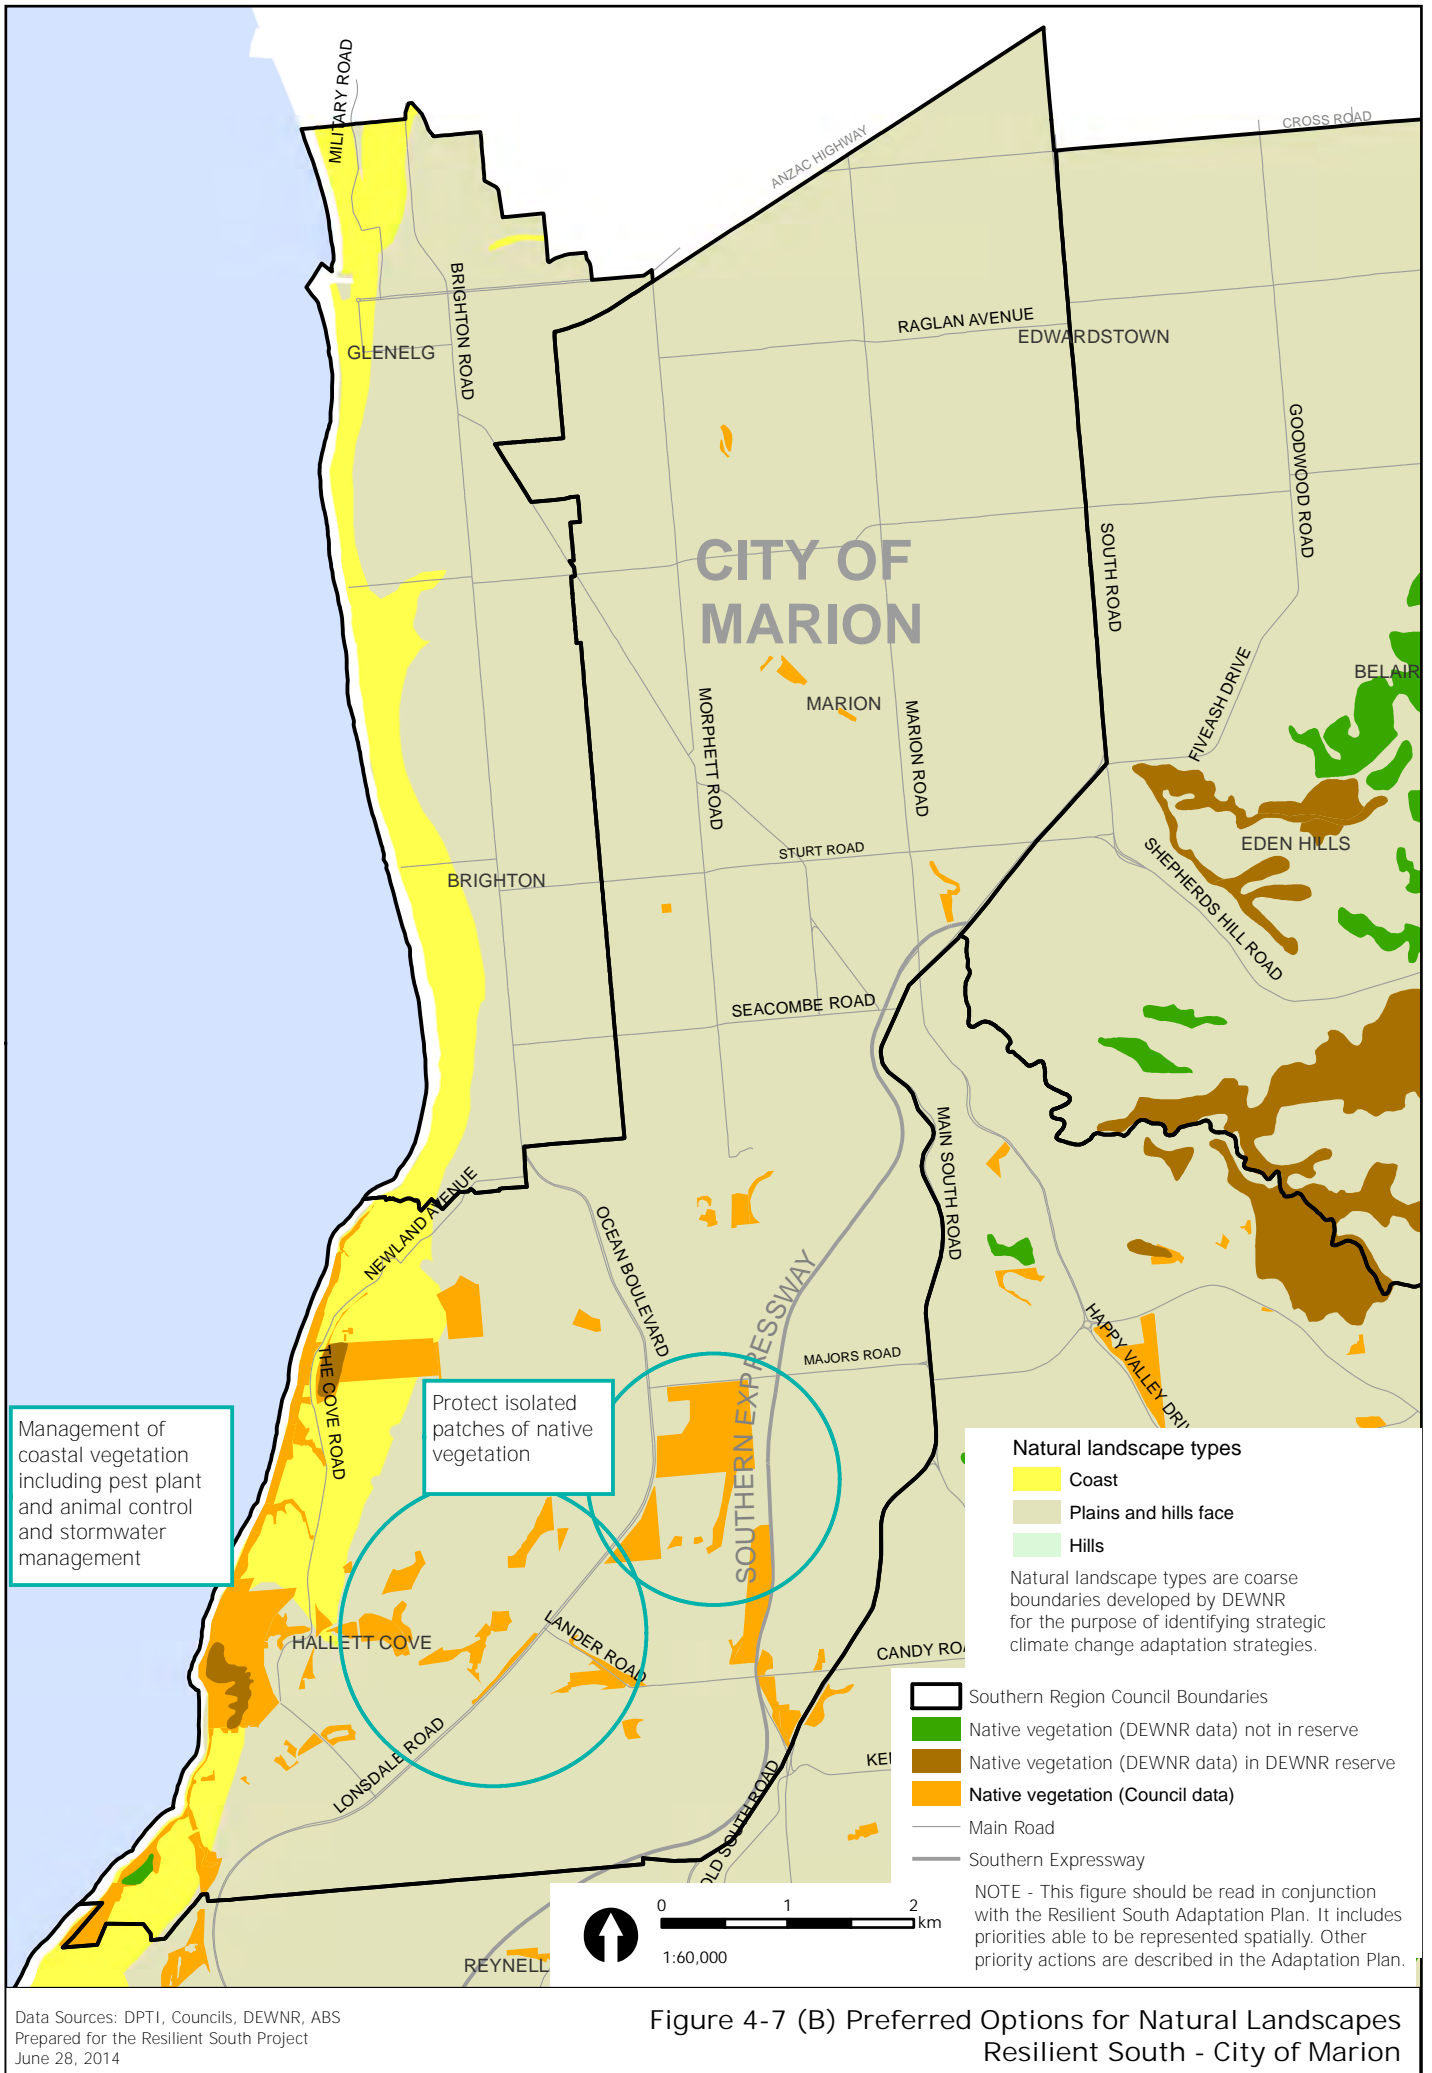 MILITARY ROAD
CROSS ROAD
ANZAC HIGHWAY
BRIGHTON ROAD
RAGLAN AVENUE
EDWARDSTOWN
GLENELG
GOODWOOD ROAD
SOUTH ROAD
CITY OF
MARION
BELAIR
FIVEASH DRIVE
MARION
MORPHETT ROAD
MARION ROAD
STURT ROAD
EDEN HILLS
SHEPHERDS HILL ROAD
BRIGHTON
SEACOMBE ROAD
MAIN SOUTH ROAD
NEWLAND AVENUE
OCEAN BOULEVARD
SOUTHERN EXPRESSWAY
HAPPY VALLEY DRI
MAJORS ROAD
THE COVE ROAD
Protect isolated
patches of native
vegetation
Management of
coastal vegetation
including pest plant
and animal control
and stormwater
management
HALLETT COVE
LANDER ROAD
CANDY ROA
LONSDALE ROAD
KE
OLD SOUTH ROAD
REYNELL
Natural landscape types
Coast
Plains and hills face
Hills
Natural landscape types are coarse
boundaries developed by DEWNR
for the purpose of identifying strategic
climate change adaptation strategies.
Southern Region Council Boundaries
Native vegetation (DEWNR data) not in reserve
Native vegetation (DEWNR data) in DEWNR reserve
Native vegetation (Council data)
Main Road
Southern Expressway
NOTE - This figure should be read in conjunction
with the Resilient South Adaptation Plan. It includes
priorities able to be represented spatially. Other
priority actions are described in the Adaptation Plan.
0 1 2
km
1:60,000
Data Sources: DPTI, Councils, DEWNR, ABS
Prepared for the Resilient South Project
June 28, 2014
Figure 4-7 (B) Preferred Options for Natural Landscapes
Resilient South - City of Marion